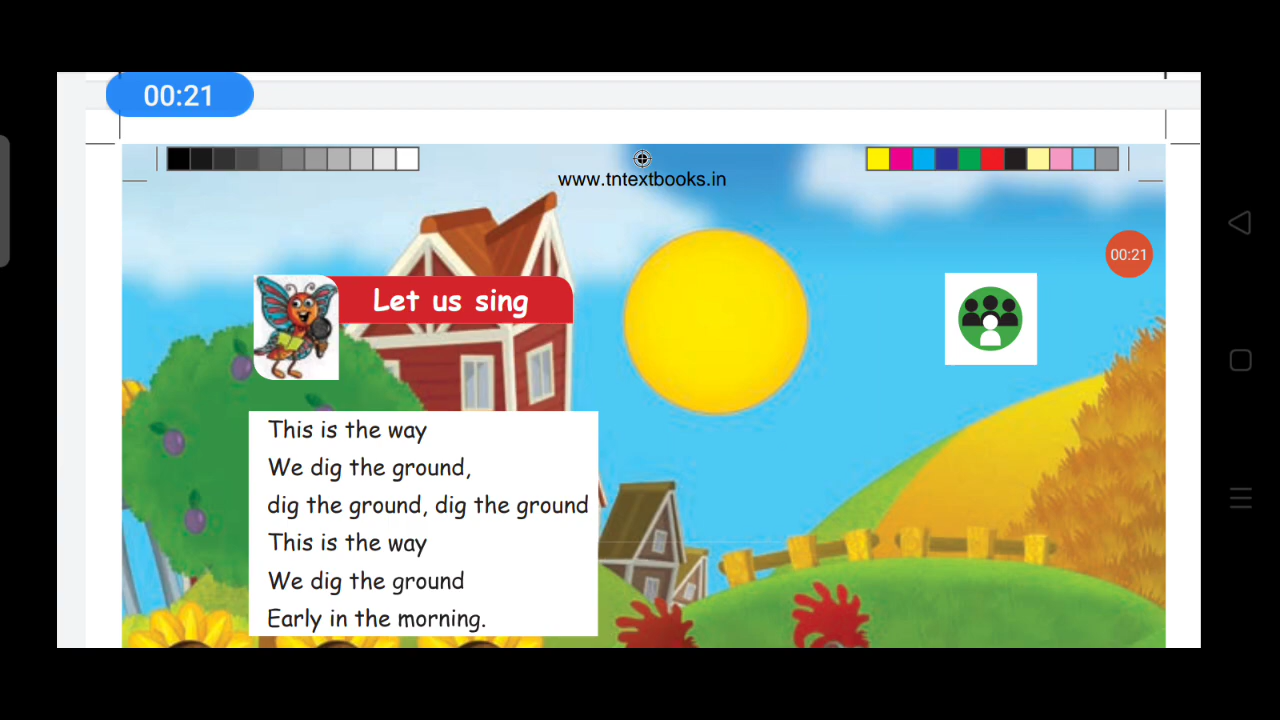 00:21
www.tntextbooks.in
00:21
Let us sing
This is the way
We dig the ground,
dig the ground, dig the ground
This is the way
We dig the ground
Early in the morning.